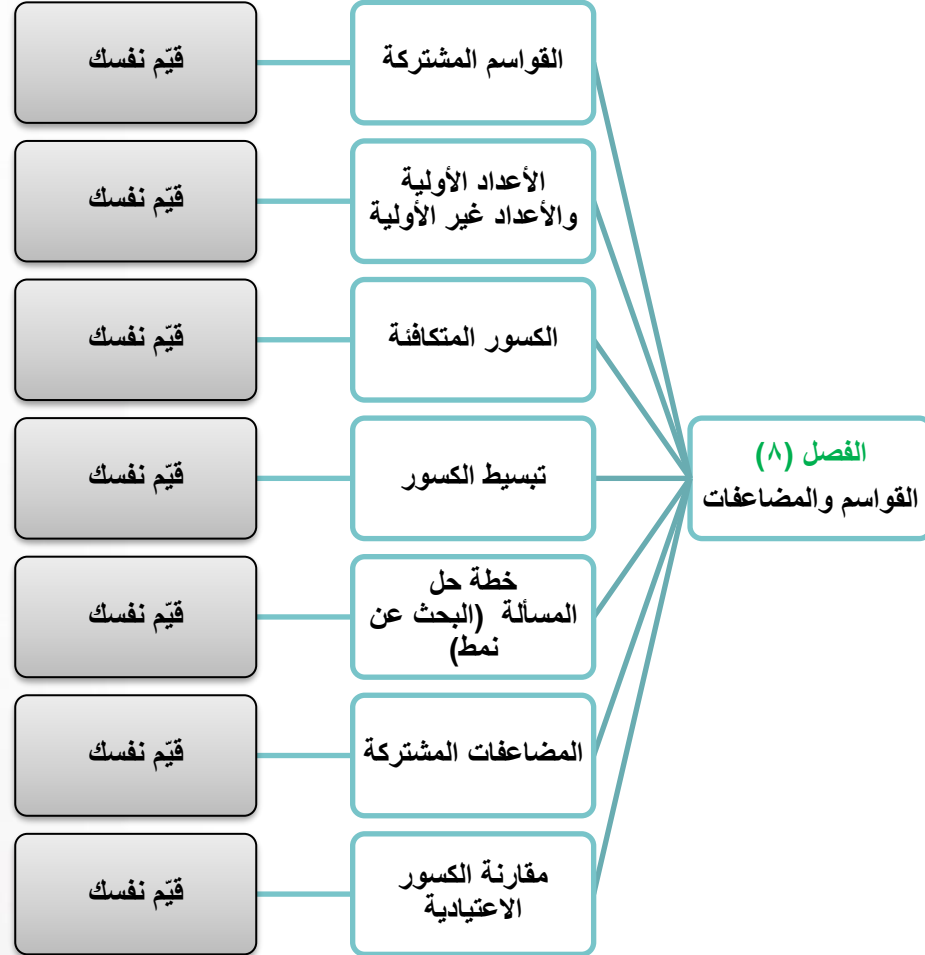 الفصل (٨)
القواسم والمضاعفات
القواسم المشتركة
قيّم نفسك
الأعداد الأولية
والأعداد غير الأولية
قيّم نفسك
الكسور المتكافئة
قيّم نفسك
تبسيط الكسور
قيّم نفسك
خطة حل
المسألة (البحث عن
نمط)
قيّم نفسك
المضاعفات المشتركة
قيّم نفسك
مقارنة الكسور
الاعتيادية
قيّم نفسك